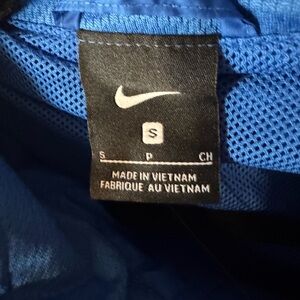 S
S P CH
MADE IN VIETNAM
FABRIQUE AU VIETNAM